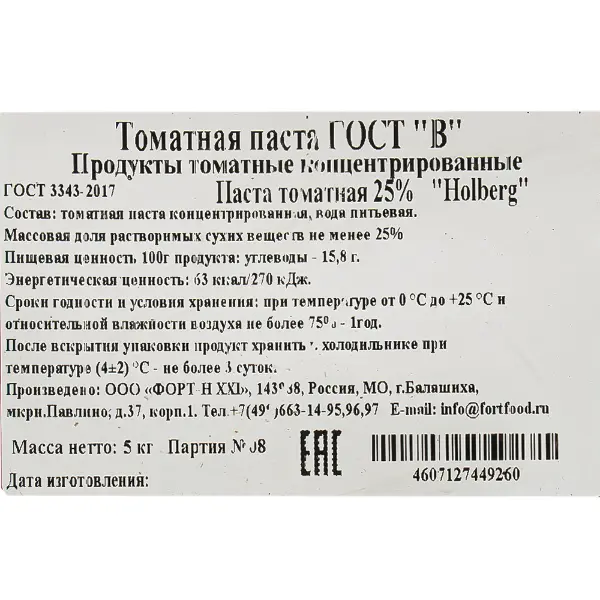 Томатная паста ГОСТ "В"
Продукты томатные концентрированные
ГОСТ 3343-2017 Паста томатная 25% "Holberg"
Состав: томатная паста концентрированная, вода питьевая.
Массовая доля растворимых сухих веществ не менее 25%
Пищевая ценность 100г продукта: углеводы - 15,8 г.
Энергетическая ценность: 63 ккал/270 кДж.
Сроки годности и условия хранения: при температуре от 0 °С до +25 °С и
относительной влажности воздуха не более 75% - 1год.
После вскрытия упаковки продукт хранить в холодильнике при
температуре (4±2) °С - не более 3 суток.
Произведено: ООО «ФОРТ-Н XXI», Россия, МО, г.Балашиха,
мкрн.Павлино; д.37, корп.1. E-mail: info@fortfood.ru
Масса нетто: 5 кг Партия №
EAC
4607127449260
Дата изготовления: